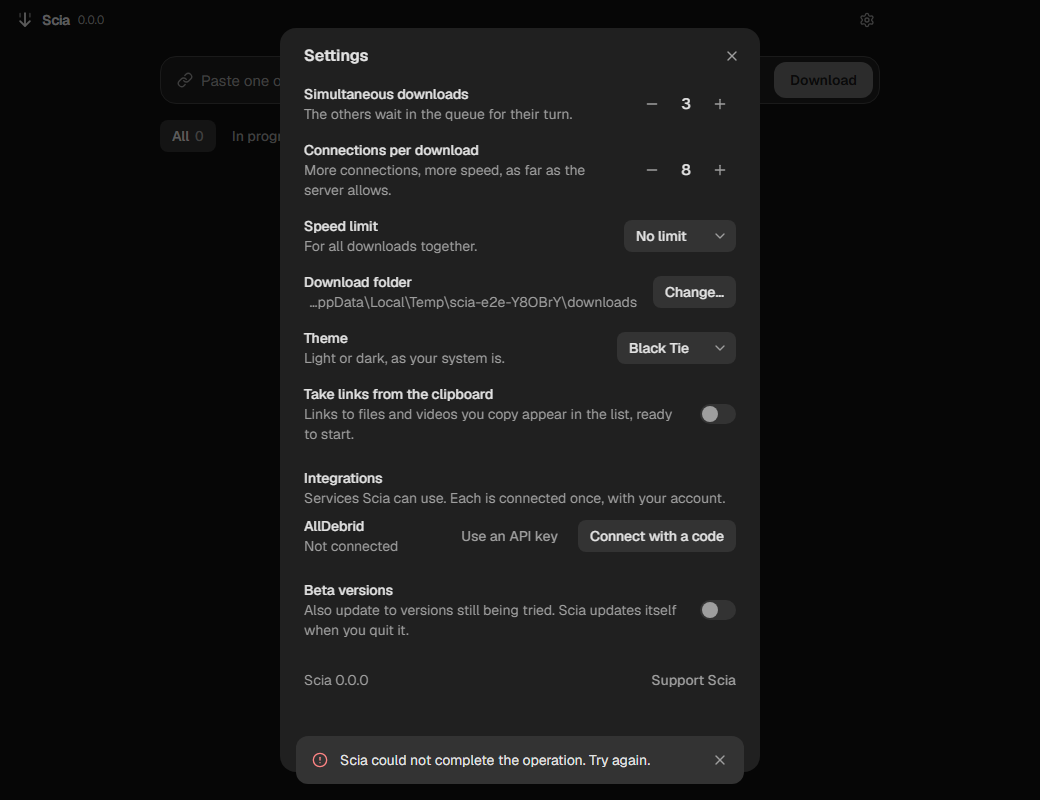 Scia 0.0.0
Settings
Paste one o
Download
Simultaneous downloads
The others wait in the queue for their turn.
3
All 0
In progr
Connections per download
More connections, more speed, as far as the
server allows.
8
Speed limit
For all downloads together.
No limit
Download folder
…ppData\Local\Temp\scia-e2e-Y8OBrY\downloads
Change…
Theme
Light or dark, as your system is.
Black Tie
Take links from the clipboard
Links to files and videos you copy appear in the list, ready
to start.
Integrations
Services Scia can use. Each is connected once, with your account.
AllDebrid
Not connected
Use an API key
Connect with a code
Beta versions
Also update to versions still being tried. Scia updates itself
when you quit it.
Scia 0.0.0
Support Scia
Scia could not complete the operation. Try again.